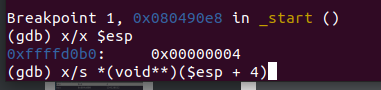 Breakpoint 1, 0x080490e8 in _start ()
(gdb) x/x $esp
0xffffd0b0:     0x00000004
(gdb) x/s *(void**)($esp + 4)